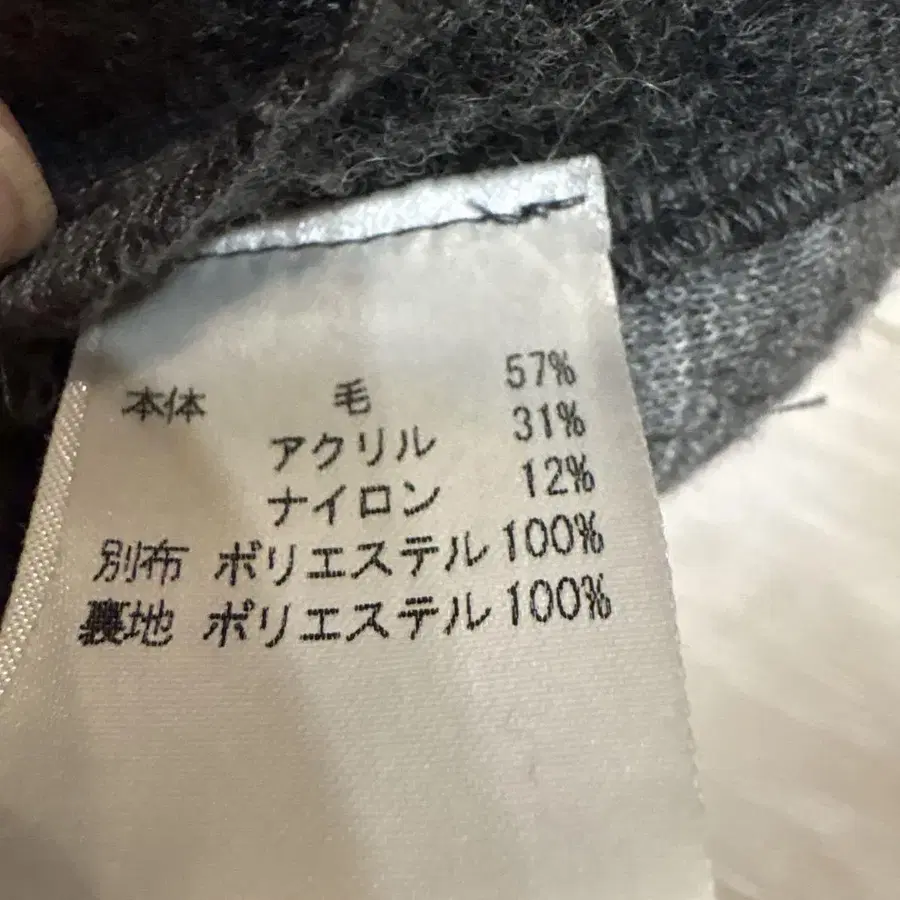 本体 毛 57%
アクリル 31%
ナイロン 12%
別布 ポリエステル 100%
裏地 ポリエステル 100%